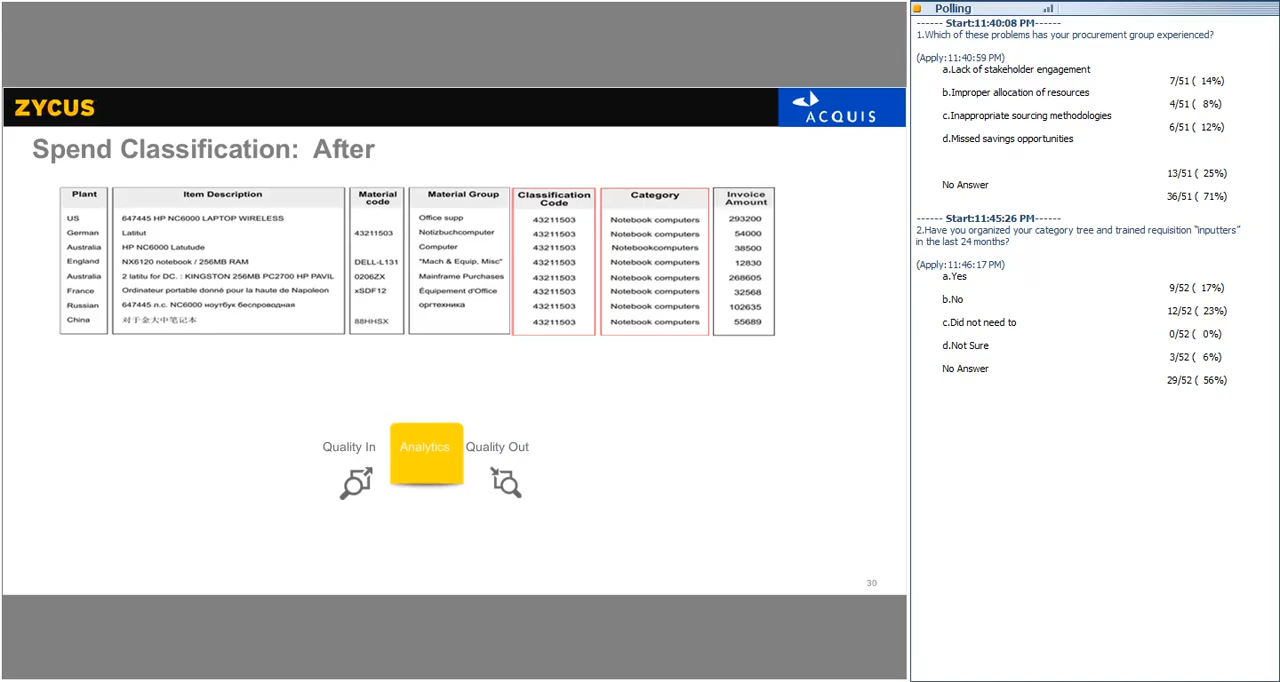 ZYCUS
ACQUIS
Spend Classification: After
Plant Item Description Material code Material Group Classification Code Category Invoice Amount
US 647445 HP NC6000 LAPTOP WIRELESS Office supp 43211503 Notebook computers 293200
German Latitut 43211503 Notizbuchcomputer 43211503 Notebook computers 54000
Australia HP NC6000 Latutude Computer 43211503 Notebookcomputers 38500
England NX6120 notebook / 256MB RAM DELL-L131 "Mach & Equip, Misc" 43211503 Notebook computers 12830
Australia 2 latitu for DC. : KINGSTON 256MB PC2700 HP PAVIL 0206ZX Mainframe Purchases 43211503 Notebook computers 268605
France Ordinateur portable donné pour la haute de Napoleon xSDF12 Équipement d'Office 43211503 Notebook computers 32568
Russian 647445 л.с. NC6000 ноутбук беспроводная оргтехника 43211503 Notebook computers 102635
China 对于金大中笔记本 88HHSX 43211503 Notebook computers 55689
Quality In Analytics Quality Out
30
Polling
------ Start:11:40:08 PM------
1.Which of these problems has your procurement group experienced?
(Apply:11:40:59 PM)
a.Lack of stakeholder engagement
7/51 ( 14%)
b.Improper allocation of resources
4/51 ( 8%)
c.Inappropriate sourcing methodologies
6/51 ( 12%)
d.Missed savings opportunities
13/51 ( 25%)
No Answer
36/51 ( 71%)
------ Start:11:45:26 PM------
2.Have you organized your category tree and trained requisition “inputters”
in the last 24 months?
(Apply:11:46:17 PM)
a.Yes
9/52 ( 17%)
b.No
12/52 ( 23%)
c.Did not need to
0/52 ( 0%)
d.Not Sure
3/52 ( 6%)
No Answer
29/52 ( 56%)